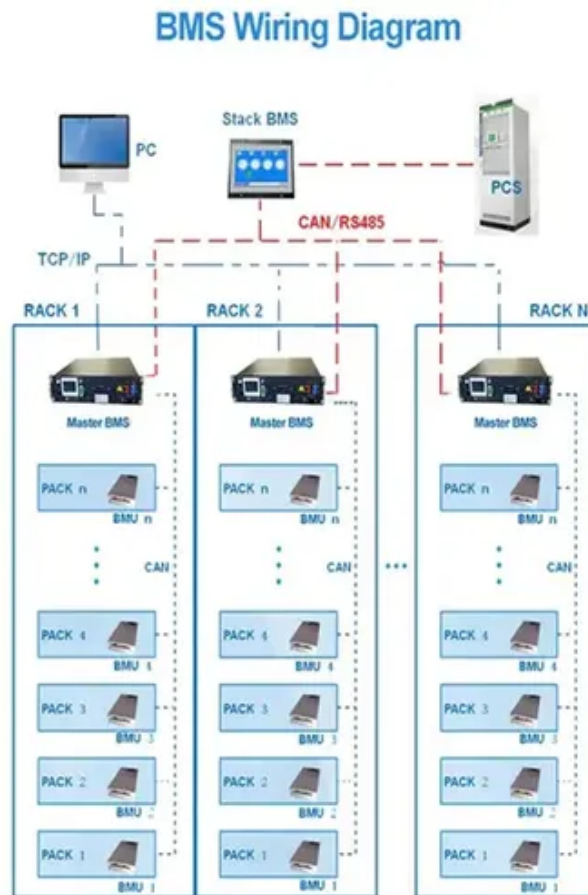 BMS Wiring Diagram
Stack BMS
PC
PCS
CAN/RS485
TCP/IP
RACK 1
RACK 2
RACK N
Master BMS
Master BMS
Master BMS
PACK n
PACK n
PACK n
BMU n
BMU n
BMU n
CAN
CAN
CAN
PACK 4
PACK 4
PACK 4
BMU 4
BMU 4
BMU 4
PACK 3
PACK 3
PACK 3
BMU 3
BMU 3
BMU 3
PACK 2
PACK 2
PACK 2
BMU 2
BMU 2
BMU 2
PACK 1
PACK 1
PACK 1
BMU 1
BMU 1
BMU 1